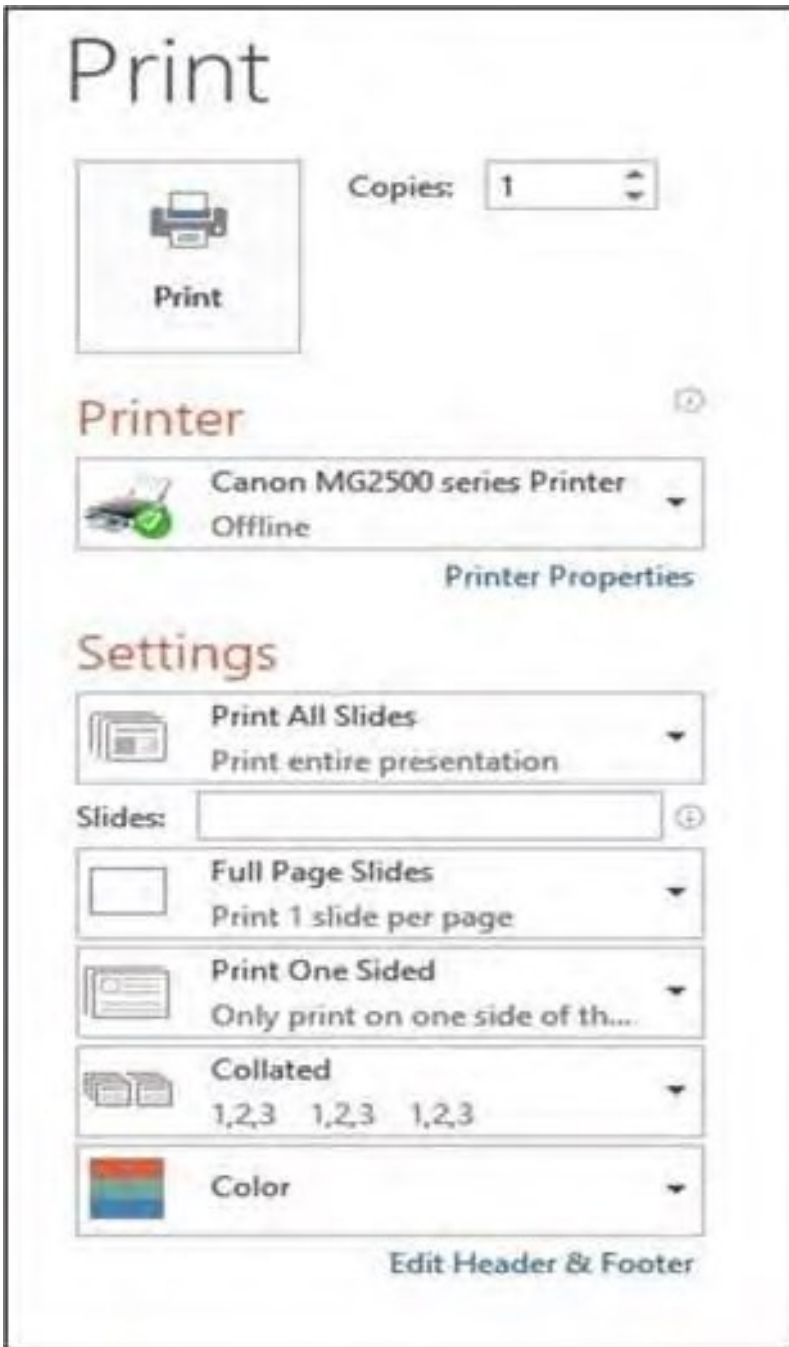 Print
Copies: 1
Print
Printer
Canon MG2500 series Printer
Offline
Printer Properties
Settings
Print All Slides
Print entire presentation
Slides:
Full Page Slides
Print 1 slide per page
Print One Sided
Only print on one side of th...
Collated
1,2,3 1,2,3 1,2,3
Color
Edit Header & Footer